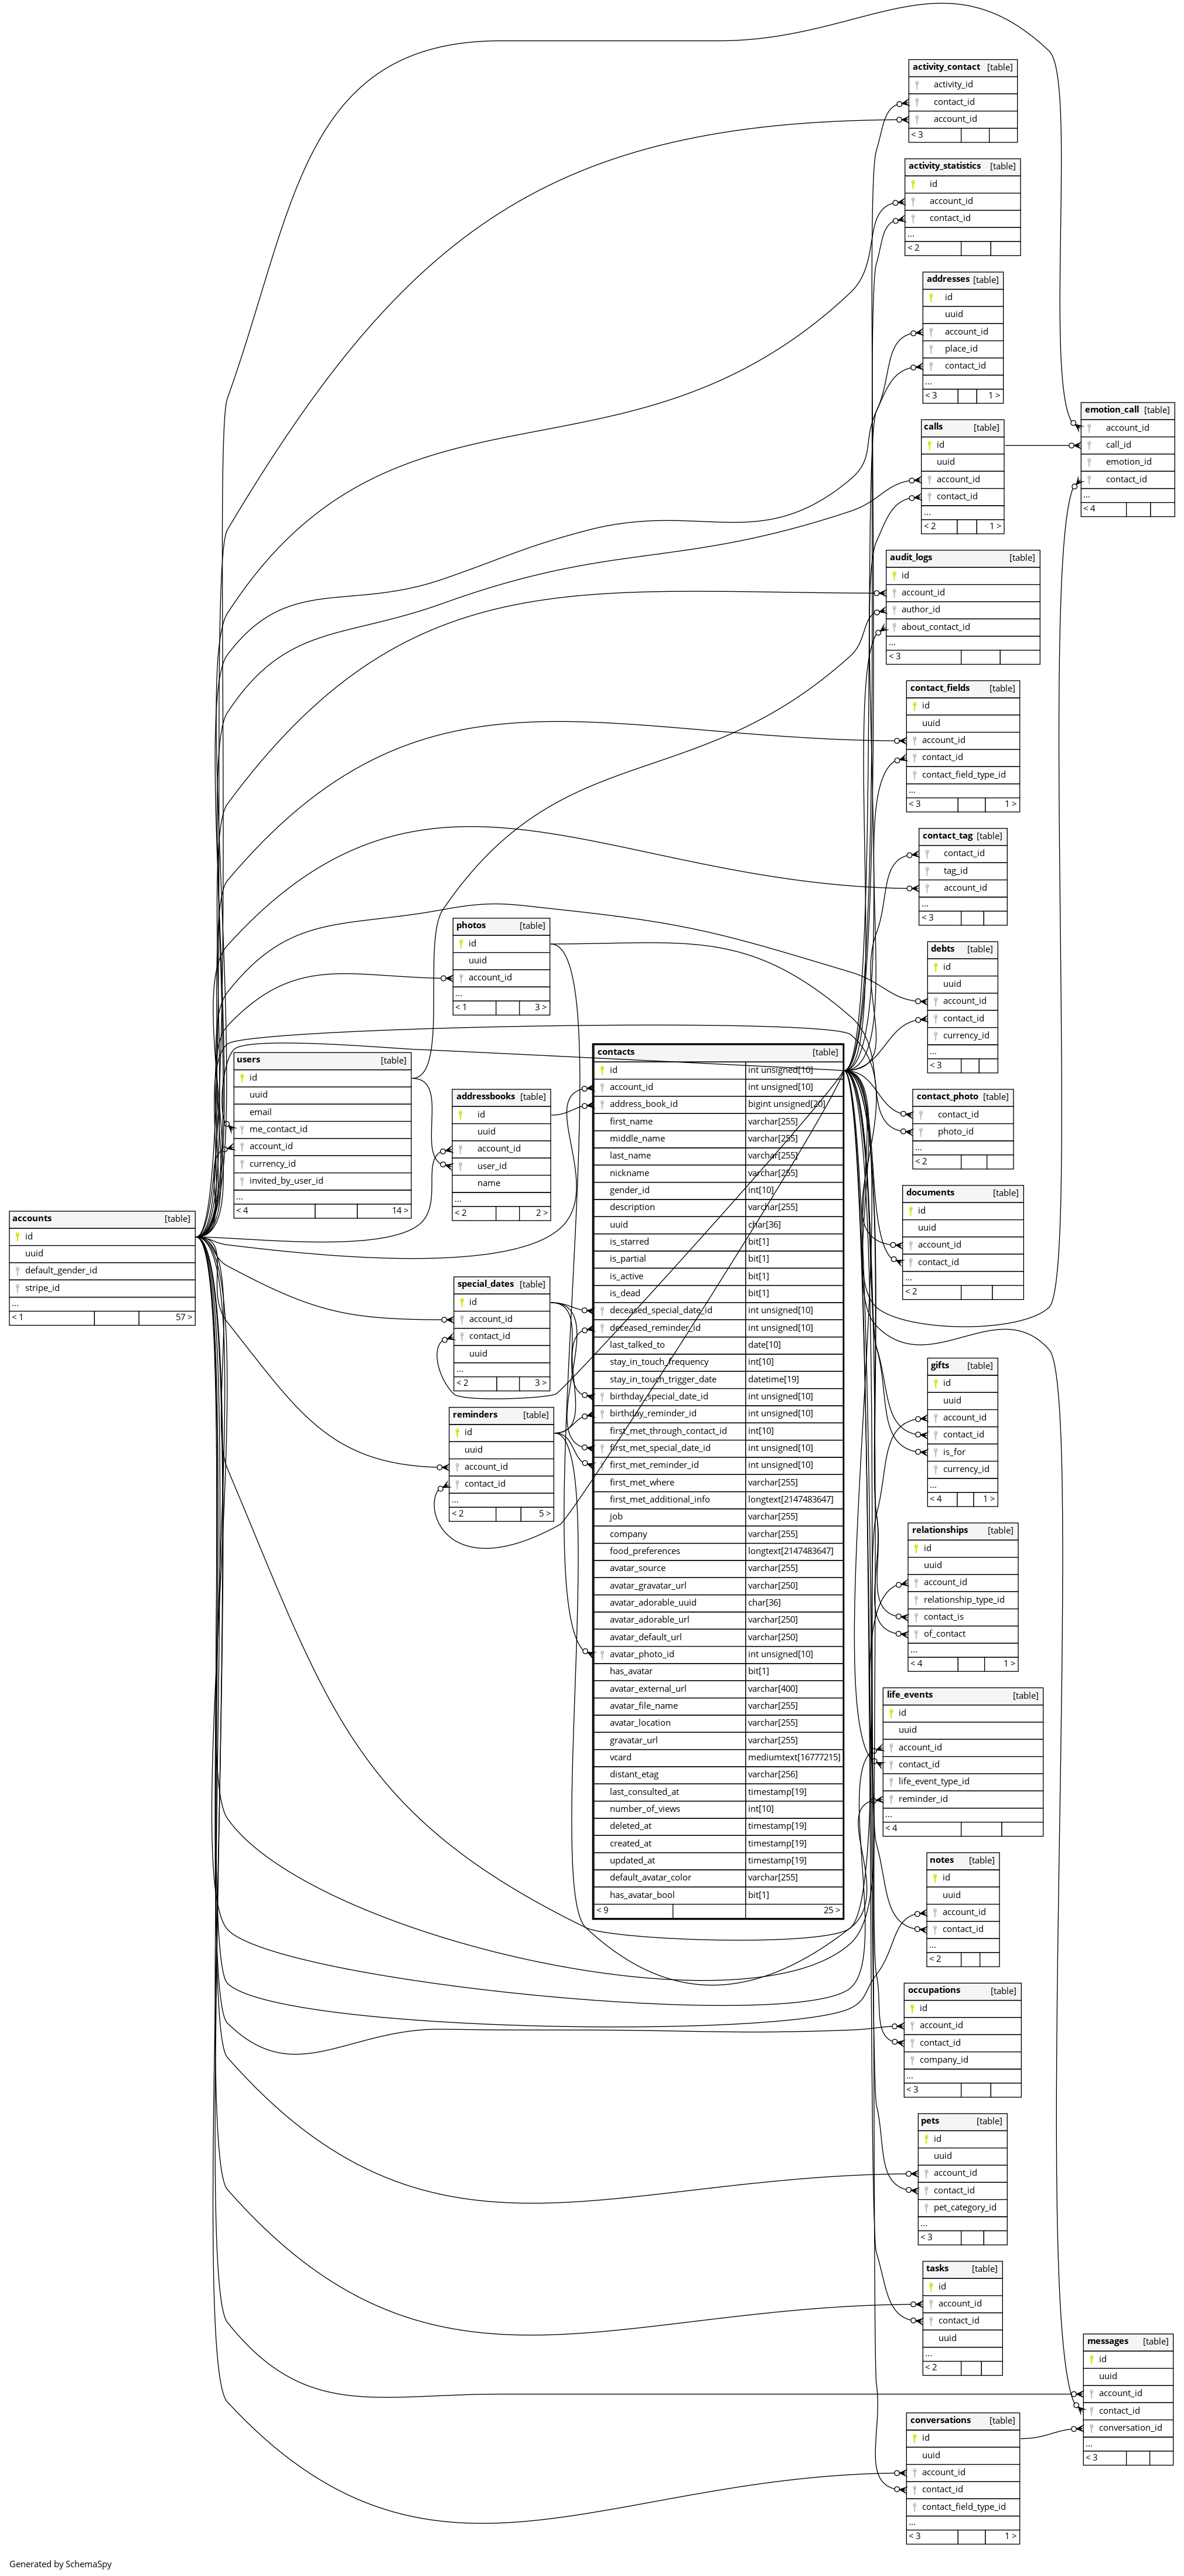 activity_contact [table]
activity_id
contact_id
account_id
< 3
activity_statistics [table]
id
account_id
contact_id
...
< 2
addresses [table]
id
uuid
account_id
place_id
contact_id
...
< 3 1 >
calls [table]
id
uuid
account_id
contact_id
...
< 2 1 >
emotion_call [table]
account_id
call_id
emotion_id
contact_id
...
< 4
audit_logs [table]
id
account_id
author_id
about_contact_id
...
< 3
contact_fields [table]
id
uuid
account_id
contact_id
contact_field_type_id
...
< 3 1 >
contact_tag [table]
contact_id
tag_id
account_id
...
< 3
photos [table]
id
uuid
account_id
...
< 1 3 >
debts [table]
id
uuid
account_id
contact_id
currency_id
...
< 3
users [table]
id
uuid
email
me_contact_id
account_id
currency_id
invited_by_user_id
...
< 4 14 >
addressbooks [table]
id
uuid
account_id
user_id
name
...
< 2 2 >
accounts [table]
id
uuid
default_gender_id
stripe_id
...
< 1 57 >
special_dates [table]
id
account_id
contact_id
uuid
...
< 2 3 >
reminders [table]
id
uuid
account_id
contact_id
...
< 2 5 >
contacts [table]
id int unsigned[10]
account_id int unsigned[10]
address_book_id bigint unsigned[20]
first_name varchar[255]
middle_name varchar[255]
last_name varchar[255]
nickname varchar[255]
gender_id int[10]
description varchar[255]
uuid char[36]
is_starred bit[1]
is_partial bit[1]
is_active bit[1]
is_dead bit[1]
deceased_special_date_id int unsigned[10]
deceased_reminder_id int unsigned[10]
last_talked_to date[10]
stay_in_touch_frequency int[10]
stay_in_touch_trigger_date datetime[19]
birthday_special_date_id int unsigned[10]
birthday_reminder_id int unsigned[10]
first_met_through_contact_id int[10]
first_met_special_date_id int unsigned[10]
first_met_reminder_id int unsigned[10]
first_met_where varchar[255]
first_met_additional_info longtext[2147483647]
job varchar[255]
company varchar[255]
food_preferences longtext[2147483647]
avatar_source varchar[255]
avatar_gravatar_url varchar[250]
avatar_adorable_uuid char[36]
avatar_adorable_url varchar[250]
avatar_default_url varchar[250]
avatar_photo_id int unsigned[10]
has_avatar bit[1]
avatar_external_url varchar[400]
avatar_file_name varchar[255]
avatar_location varchar[255]
gravatar_url varchar[255]
vcard mediumtext[16777215]
distant_etag varchar[256]
last_consulted_at timestamp[19]
number_of_views int[10]
deleted_at timestamp[19]
created_at timestamp[19]
updated_at timestamp[19]
default_avatar_color varchar[255]
has_avatar_bool bit[1]
< 9 25 >
contact_photo [table]
contact_id
photo_id
...
< 2
documents [table]
id
uuid
account_id
contact_id
...
< 2
gifts [table]
id
uuid
account_id
contact_id
is_for
currency_id
...
< 4 1 >
relationships [table]
id
uuid
account_id
relationship_type_id
contact_is
of_contact
...
< 4 1 >
life_events [table]
id
uuid
account_id
contact_id
life_event_type_id
reminder_id
...
< 4
notes [table]
id
uuid
account_id
contact_id
...
< 2
occupations [table]
id
account_id
contact_id
company_id
...
< 3
pets [table]
id
uuid
account_id
contact_id
pet_category_id
...
< 3
tasks [table]
id
account_id
contact_id
uuid
...
< 2
messages [table]
id
uuid
account_id
contact_id
conversation_id
...
< 3
conversations [table]
id
uuid
account_id
contact_id
contact_field_type_id
...
< 3 1 >
Generated by SchemaSpy